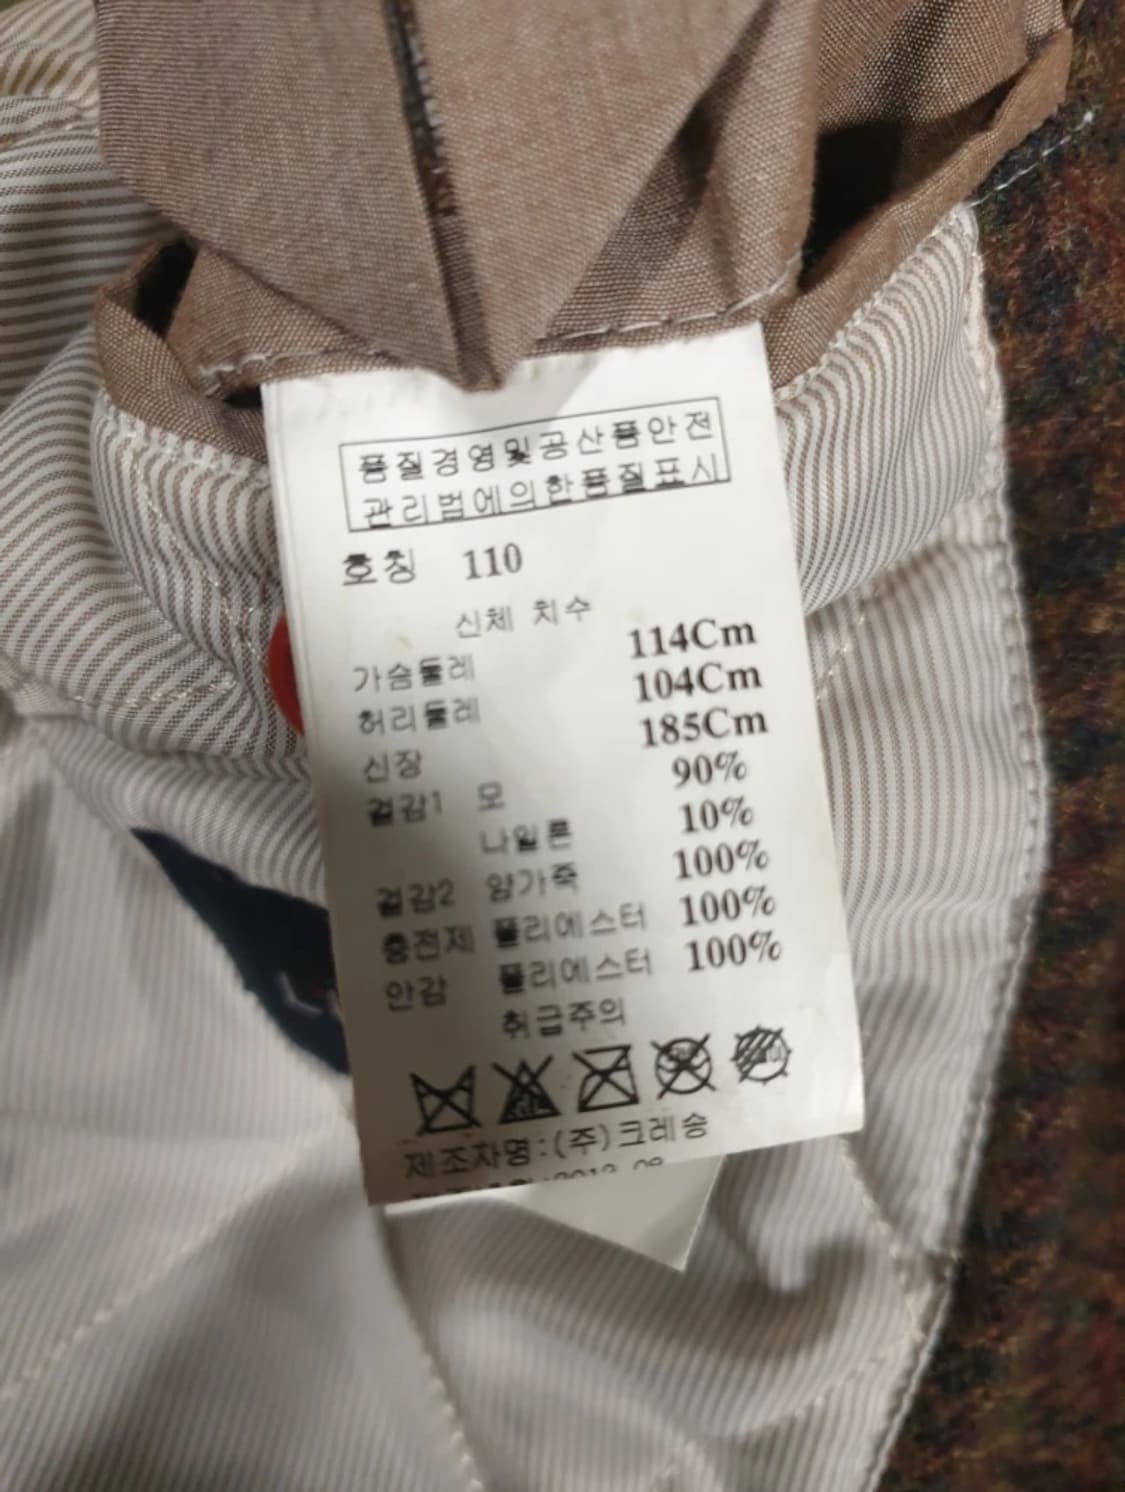 품질경영및공산품안전
관리법에의한품질표시
호칭 110
신체 치수
가슴둘레 114Cm
허리둘레 104Cm
신장 185Cm
겉감1 모 90%
나일론 10%
겉감2 양가죽 100%
충전제 폴리에스터 100%
안감 폴리에스터 100%
취급주의
제조자명:(주)크레송